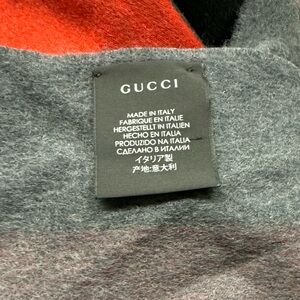 GUCCI
MADE IN ITALY
FABRIQUE EN ITALIE
HERGESTELLT IN ITALIEN
HECHO EN ITALIA
PRODUZIDO NA ITALIA
СДЕЛАНО В ИТАЛИИ
イタリア製
产地:意大利